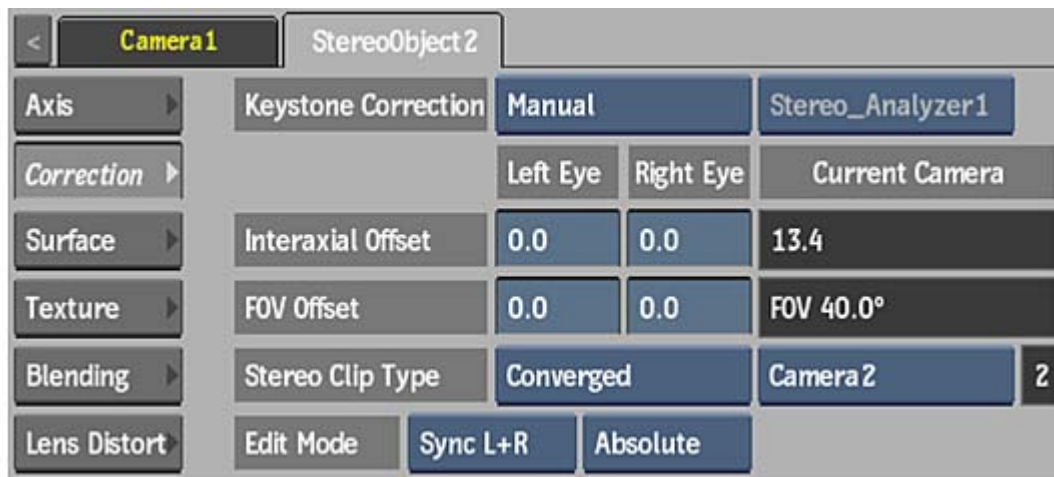 < Camera1 StereoObject2
Axis Keystone Correction Manual Stereo_Analyzer1
Correction Left Eye Right Eye Current Camera
Surface Interaxial Offset 0.0 0.0 13.4
Texture FOV Offset 0.0 0.0 FOV 40.0°
Blending Stereo Clip Type Converged Camera2 2
Lens Distort Edit Mode Sync L+R Absolute